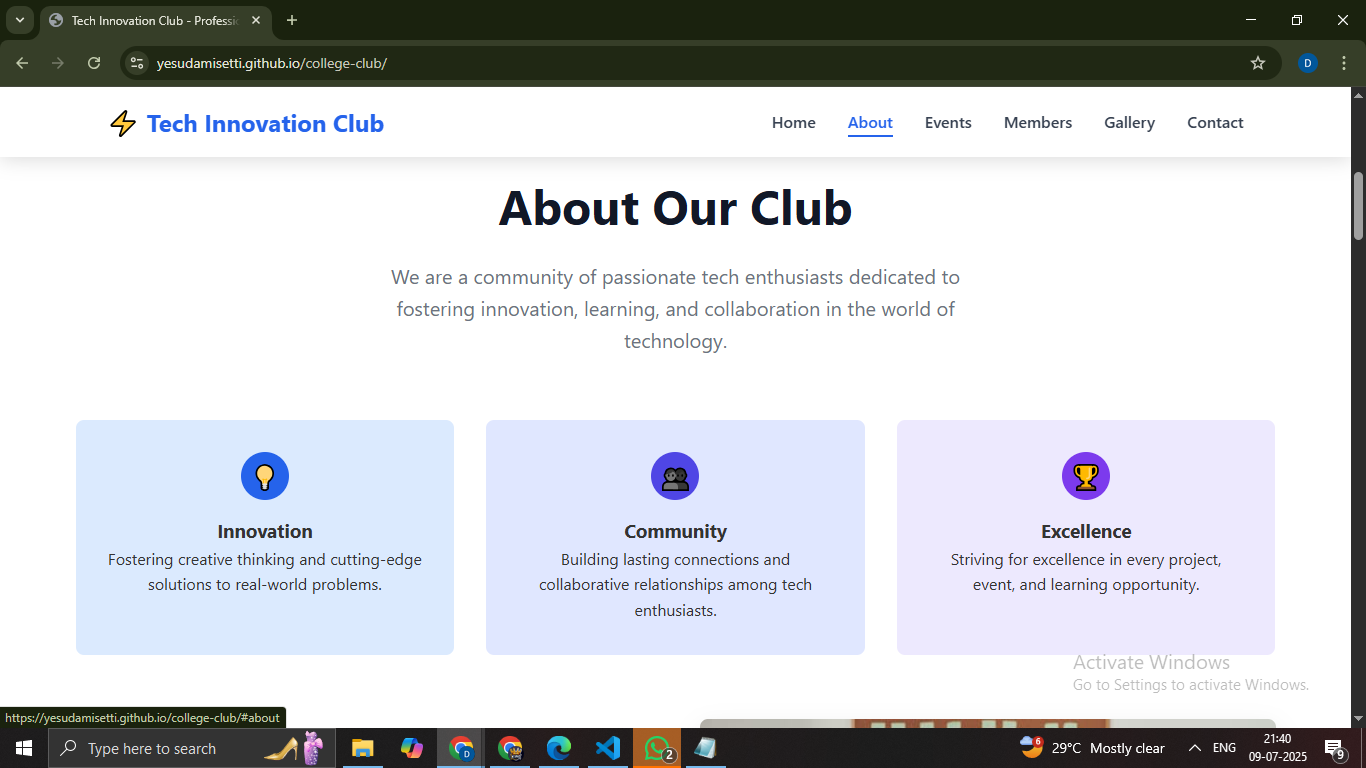 Tech Innovation Club - Professio
yesudamisetti.github.io/college-club/
D
Tech Innovation Club
Home
About
Events
Members
Gallery
Contact
About Our Club
We are a community of passionate tech enthusiasts dedicated to
fostering innovation, learning, and collaboration in the world of
technology.
Innovation
Fostering creative thinking and cutting-edge
solutions to real-world problems.
Community
Building lasting connections and
collaborative relationships among tech
enthusiasts.
Excellence
Striving for excellence in every project,
event, and learning opportunity.
Activate Windows
Go to Settings to activate Windows.
https://yesudamisetti.github.io/college-club/#about
Type here to search
D
2
6
29°C Mostly clear
ENG
21:40
09-07-2025
9